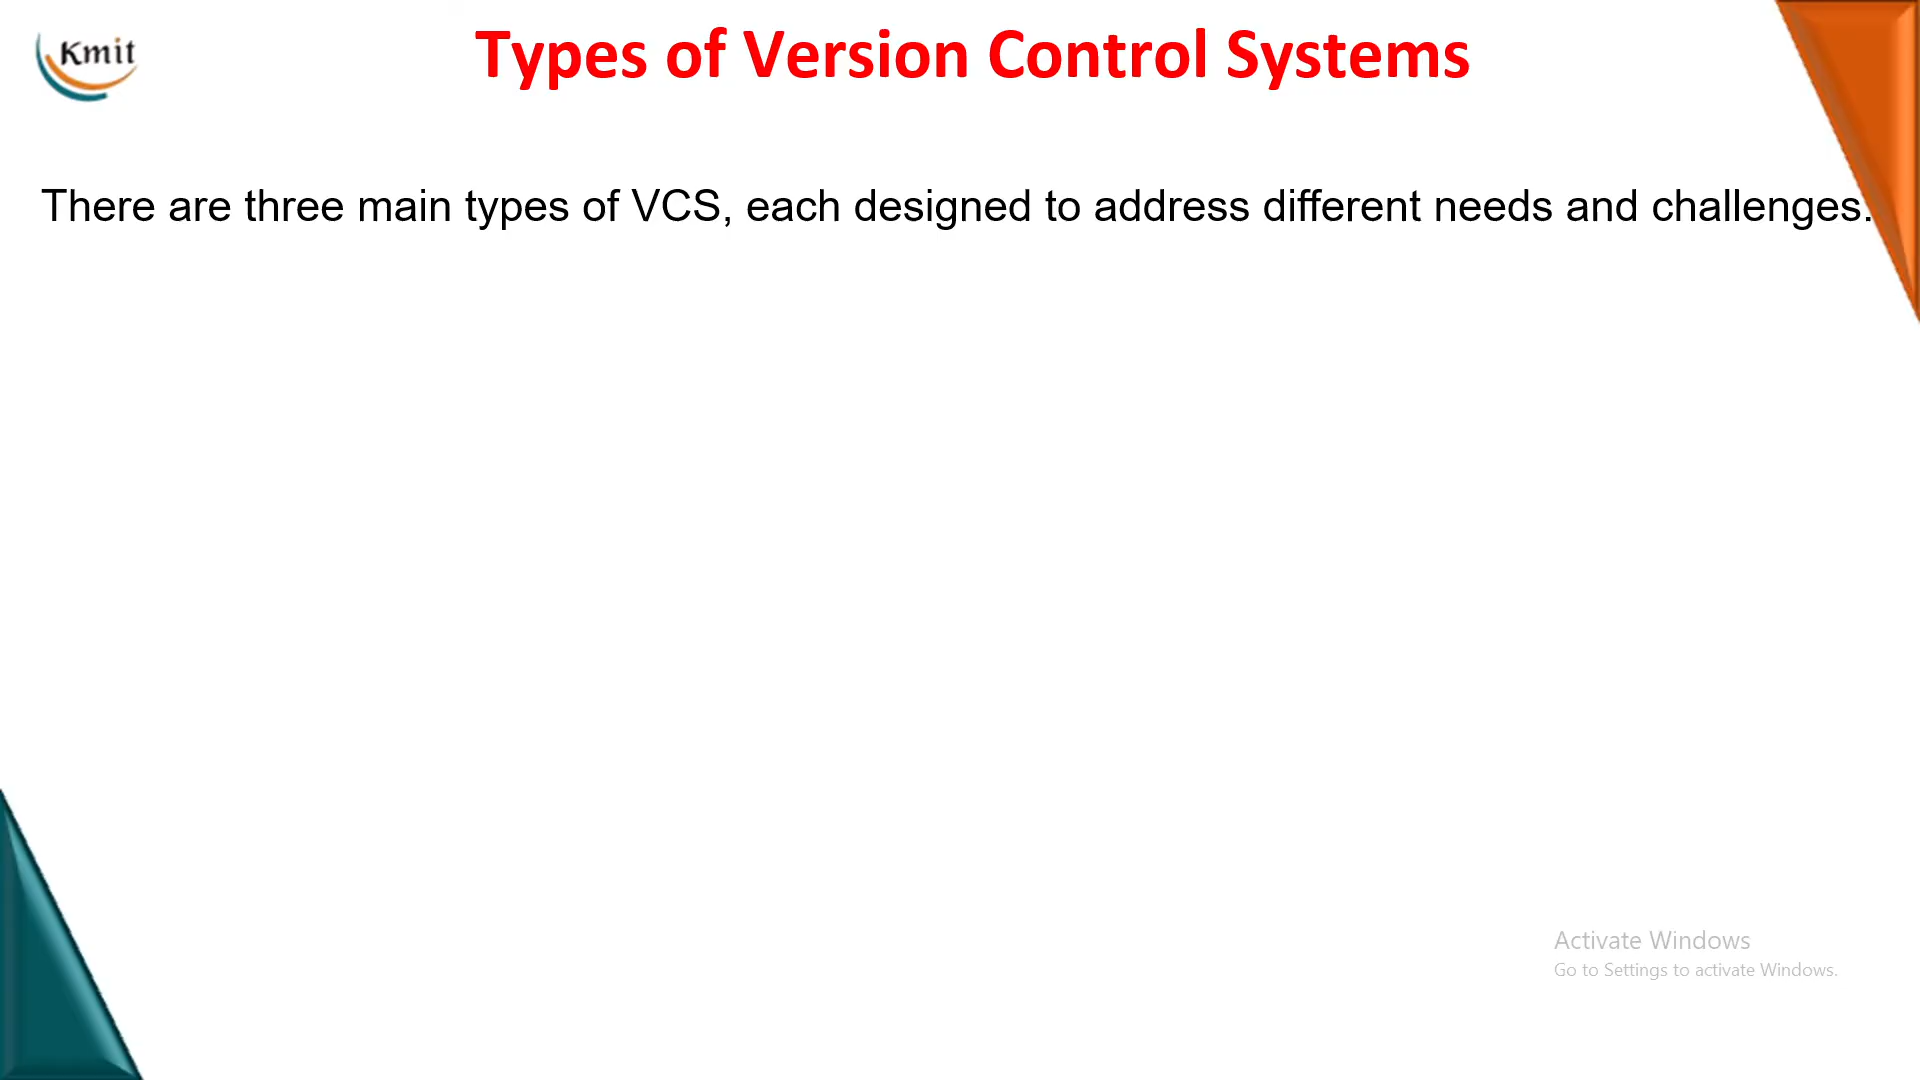 Kmit
Types of Version Control Systems
There are three main types of VCS, each designed to address different needs and challenges.
Activate Windows
Go to Settings to activate Windows.